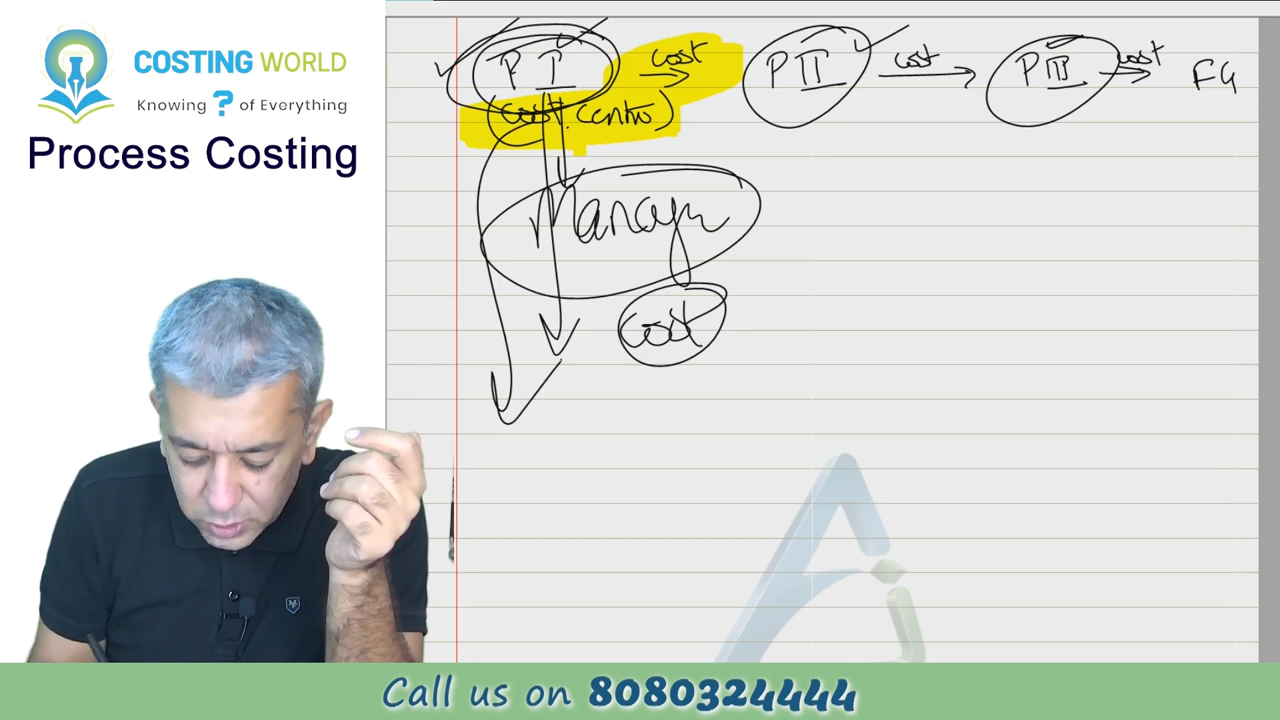 COSTING WORLD
Knowing ? of Everything
Process Costing
P I cost P II cost P III cost FG
(cost centre)
Manager
cost
Call us on 8080324444